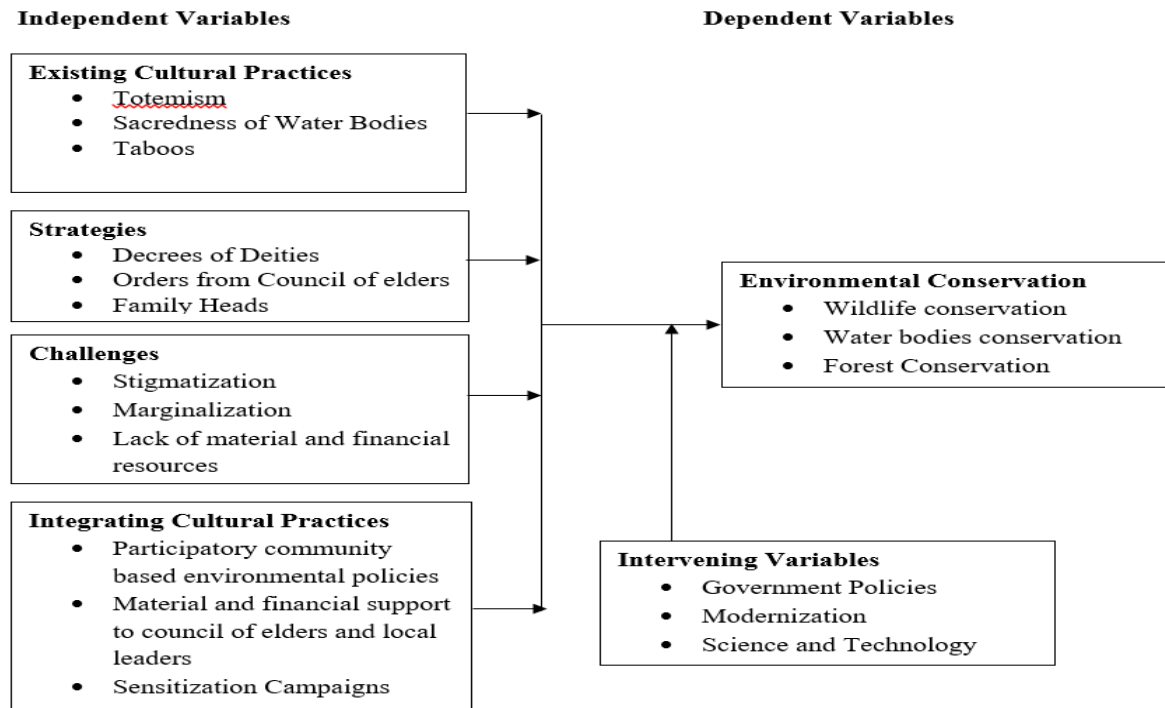 Independent Variables
Dependent Variables
Existing Cultural Practices
• Totemism
• Sacredness of Water Bodies
• Taboos
Strategies
• Decrees of Deities
• Orders from Council of elders
• Family Heads
Challenges
• Stigmatization
• Marginalization
• Lack of material and financial
resources
Integrating Cultural Practices
• Participatory community
based environmental policies
• Material and financial support
to council of elders and local
leaders
• Sensitization Campaigns
Environmental Conservation
• Wildlife conservation
• Water bodies conservation
• Forest Conservation
Intervening Variables
• Government Policies
• Modernization
• Science and Technology